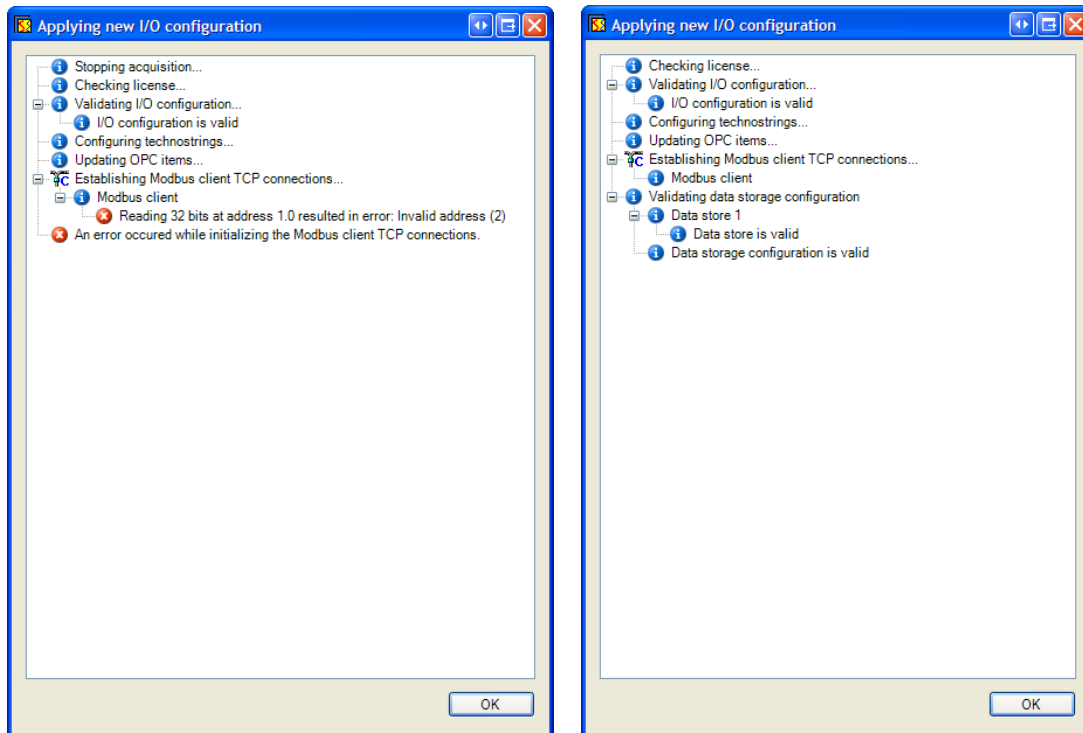 Applying new I/O configuration
Stopping acquisition...
Checking license...
Validating I/O configuration...
I/O configuration is valid
Configuring technostrings...
Updating OPC items...
Establishing Modbus client TCP connections...
Modbus client
Reading 32 bits at address 1.0 resulted in error: Invalid address (2)
An error occured while initializing the Modbus client TCP connections.
OK
Applying new I/O configuration
Checking license...
Validating I/O configuration...
I/O configuration is valid
Configuring technostrings...
Updating OPC items...
Establishing Modbus client TCP connections...
Modbus client
Validating data storage configuration
Data store 1
Data store is valid
Data storage configuration is valid
OK